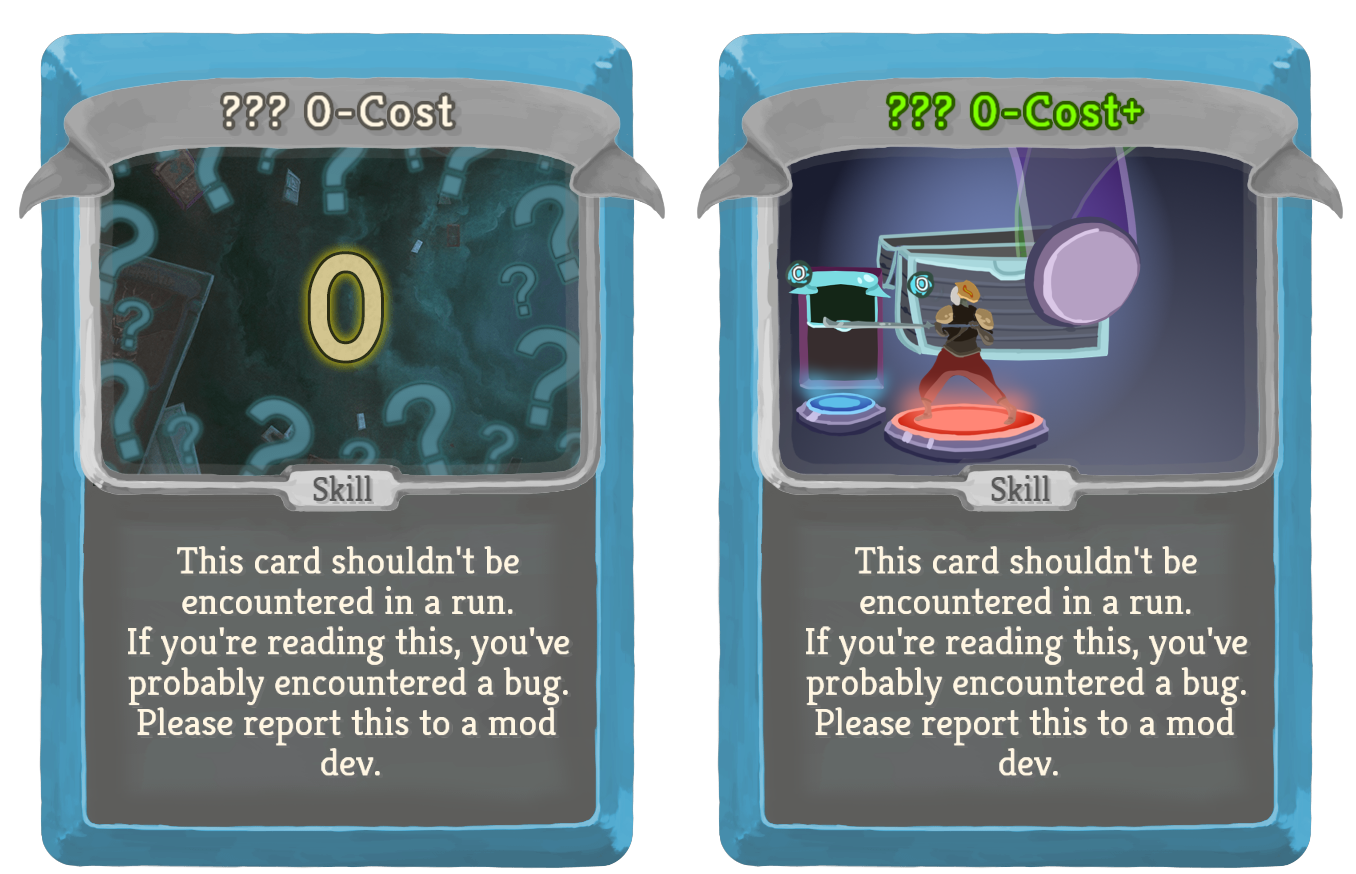 ??? 0-Cost
0
Skill
This card shouldn't be
encountered in a run.
If you're reading this, you've
probably encountered a bug.
Please report this to a mod
dev.
??? 0-Cost+
0
0
Skill
This card shouldn't be
encountered in a run.
If you're reading this, you've
probably encountered a bug.
Please report this to a mod
dev.